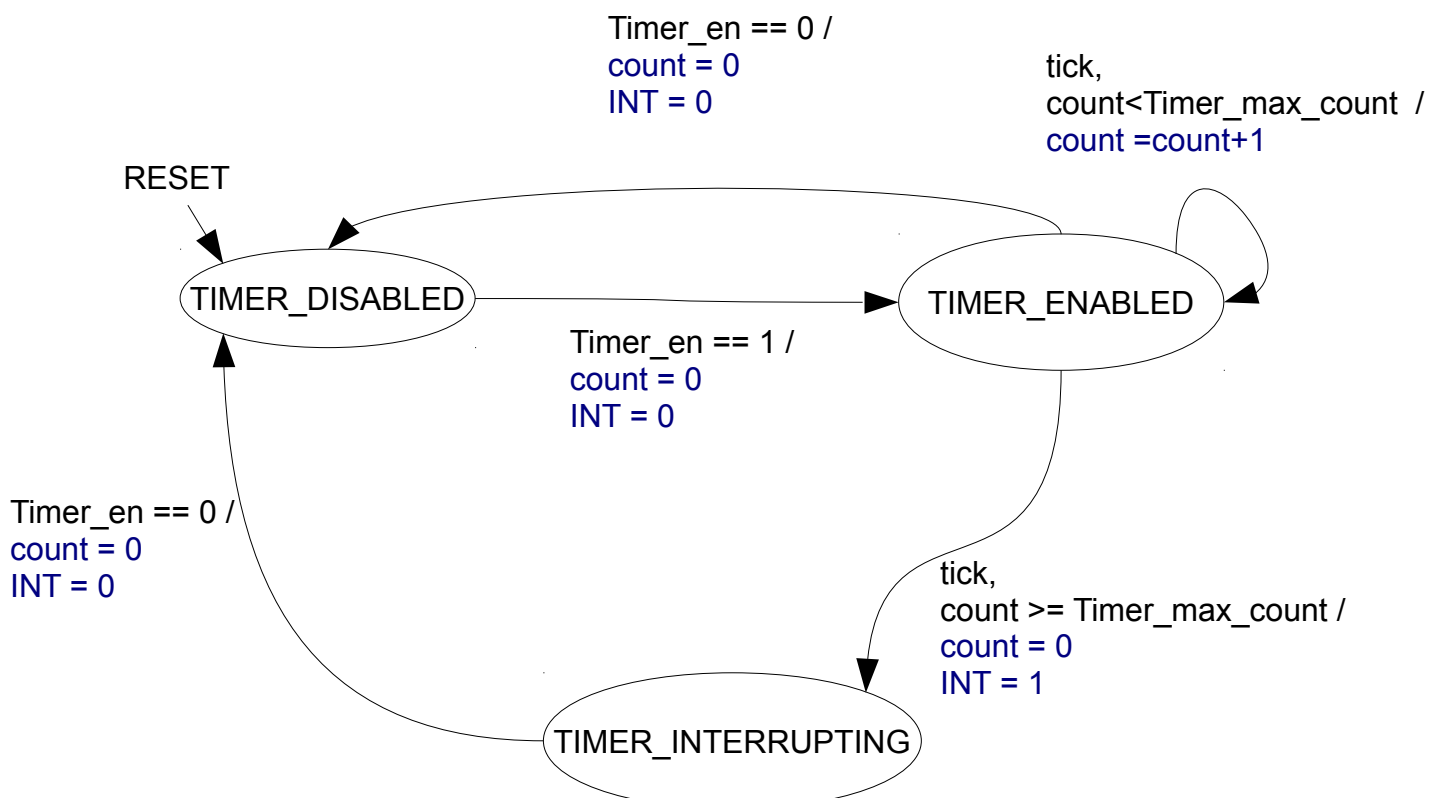 Timer_en == 0 /
count = 0
INT = 0
tick,
count<Timer_max_count /
count =count+1
RESET
TIMER_DISABLED
TIMER_ENABLED
Timer_en == 1 /
count = 0
INT = 0
Timer_en == 0 /
count = 0
INT = 0
tick,
count >= Timer_max_count /
count = 0
INT = 1
TIMER_INTERRUPTING